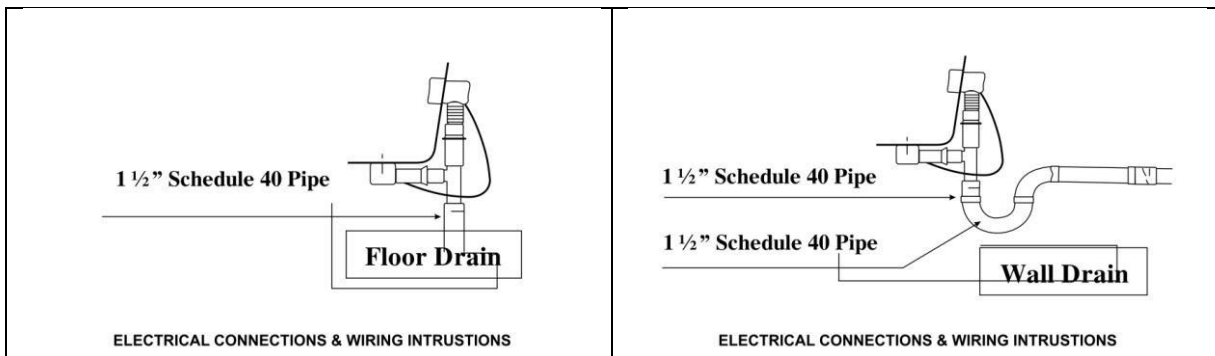 1 ½” Schedule 40 Pipe
Floor Drain
ELECTRICAL CONNECTIONS & WIRING INTRUSTIONS
1 ½” Schedule 40 Pipe
1 ½” Schedule 40 Pipe
Wall Drain
ELECTRICAL CONNECTIONS & WIRING INTRUSTIONS